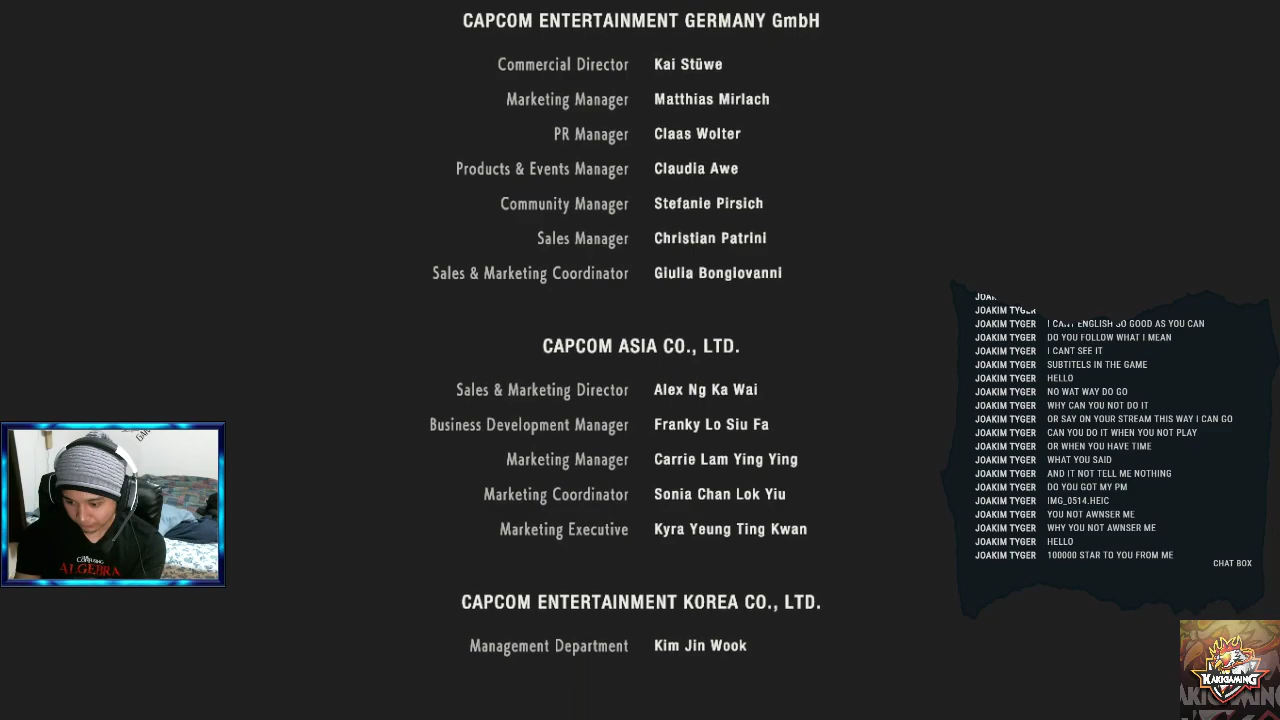 CAPCOM ENTERTAINMENT GERMANY GmbH
Commercial Director Kai Stüwe
Marketing Manager Matthias Mirlach
PR Manager Claas Wolter
Products & Events Manager Claudia Awe
Community Manager Stefanie Pirsich
Sales Manager Christian Patrini
Sales & Marketing Coordinator Giulia Bongiovanni
CAPCOM ASIA CO., LTD.
Sales & Marketing Director Alex Ng Ka Wai
Business Development Manager Franky Lo Siu Fa
Marketing Manager Carrie Lam Ying Ying
Marketing Coordinator Sonia Chan Lok Yiu
Marketing Executive Kyra Yeung Ting Kwan
CAPCOM ENTERTAINMENT KOREA CO., LTD.
Management Department Kim Jin Wook
JOAKIM TYGER
JOAKIM TYGER I CANT ENGLISH SO GOOD AS YOU CAN
JOAKIM TYGER DO YOU FOLLOW WHAT I MEAN
JOAKIM TYGER I CANT SEE IT
JOAKIM TYGER SUBTITELS IN THE GAME
JOAKIM TYGER HELLO
JOAKIM TYGER NO WAT WAY DO GO
JOAKIM TYGER WHY CAN YOU NOT DO IT
JOAKIM TYGER OR SAY ON YOUR STREAM THIS WAY I CAN GO
JOAKIM TYGER CAN YOU DO IT WHEN YOU NOT PLAY
JOAKIM TYGER OR WHEN YOU HAVE TIME
JOAKIM TYGER WHAT YOU SAID
JOAKIM TYGER AND IT NOT TELL ME NOTHING
JOAKIM TYGER DO YOU GOT MY PM
JOAKIM TYGER IMG_0514.HEIC
JOAKIM TYGER YOU NOT AWNSER ME
JOAKIM TYGER WHY YOU NOT AWNSER ME
JOAKIM TYGER HELLO
JOAKIM TYGER 100000 STAR TO YOU FROM ME
CHAT BOX
ALGEBRA
KAKIGAMING